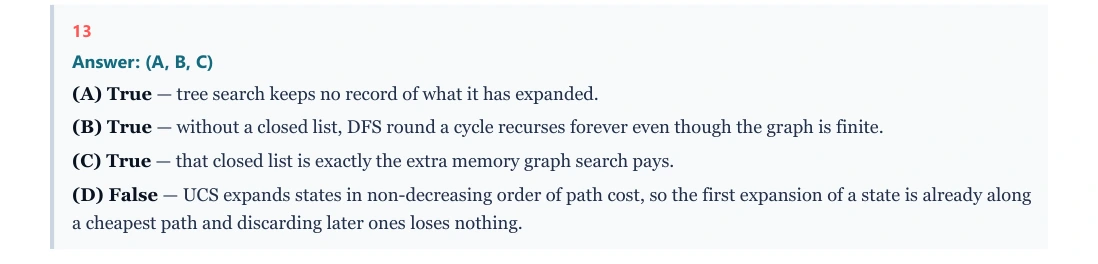 13
Answer: (A, B, C)
(A) True — tree search keeps no record of what it has expanded.
(B) True — without a closed list, DFS round a cycle recurses forever even though the graph is finite.
(C) True — that closed list is exactly the extra memory graph search pays.
(D) False — UCS expands states in non-decreasing order of path cost, so the first expansion of a state is already along
a cheapest path and discarding later ones loses nothing.